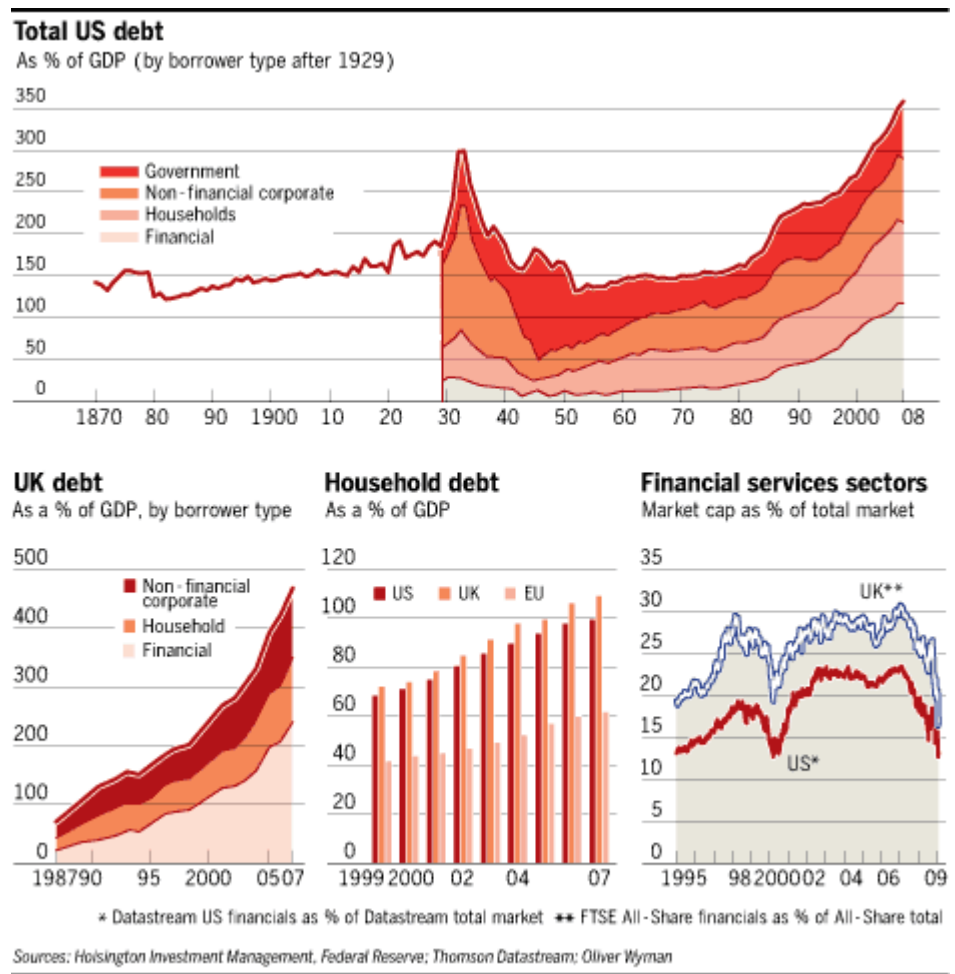 Total US debt
As % of GDP (by borrower type after 1929)
350
300
250
200
150
100
50
0
Government
Non-financial corporate
Households
Financial
1870 80 90 1900 10 20 30 40 50 60 70 80 90 2000 08
UK debt
As a % of GDP, by borrower type
500
400
300
200
100
0
Non-financial
corporate
Household
Financial
198790 95 2000 0507
Household debt
As a % of GDP
120
100
80
60
40
20
0
US UK EU
1999 2000 02 04 07
Financial services sectors
Market cap as % of total market
35
30
25
20
15
10
5
0
UK**
US*
1995 98200002 04 06 09
* Datastream US financials as % of Datastream total market ** FTSE All-Share financials as % of All-Share total
Sources: Hoisington Investment Management, Federal Reserve; Thomson Datastream; Oliver Wyman